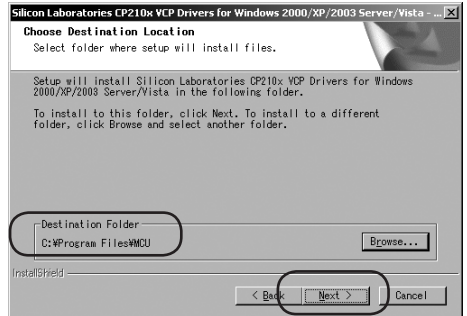 Silicon Laboratories CP210x VCP Drivers for Windows 2000/XP/2003 Server/Vista - ...
Choose Destination Location
Select folder where setup will install files.
Setup will install Silicon Laboratories CP210x VCP Drivers for Windows
2000/XP/2003 Server/Vista in the following folder.
To install to this folder, click Next. To install to a different
folder, click Browse and select another folder.
Destination Folder
C:¥Program Files¥MCU
Browse...
InstallShield
< Back
Next >
Cancel